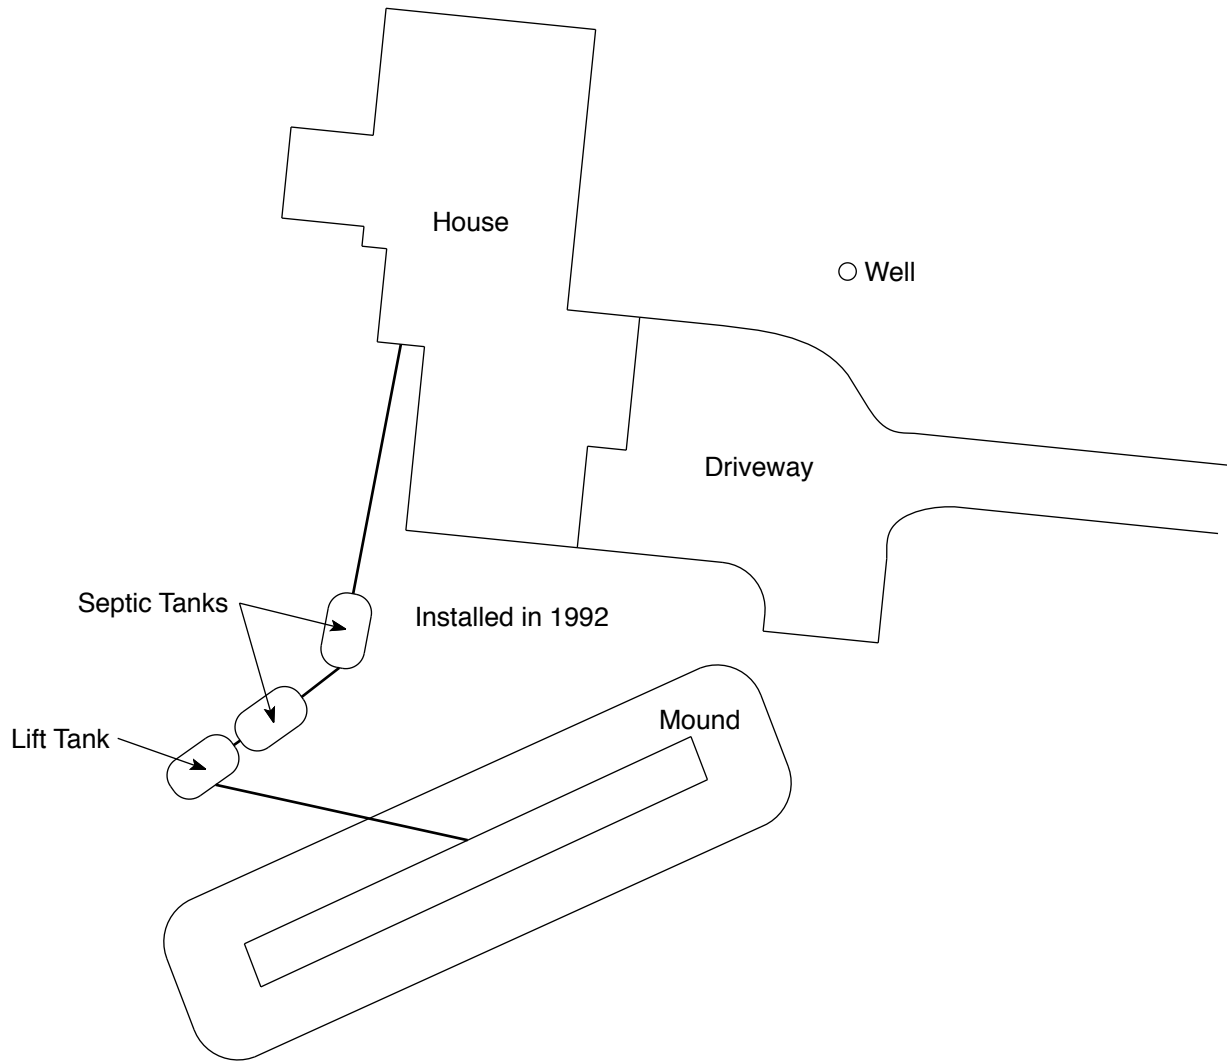 House
Well
Driveway
Septic Tanks
Installed in 1992
Mound
Lift Tank